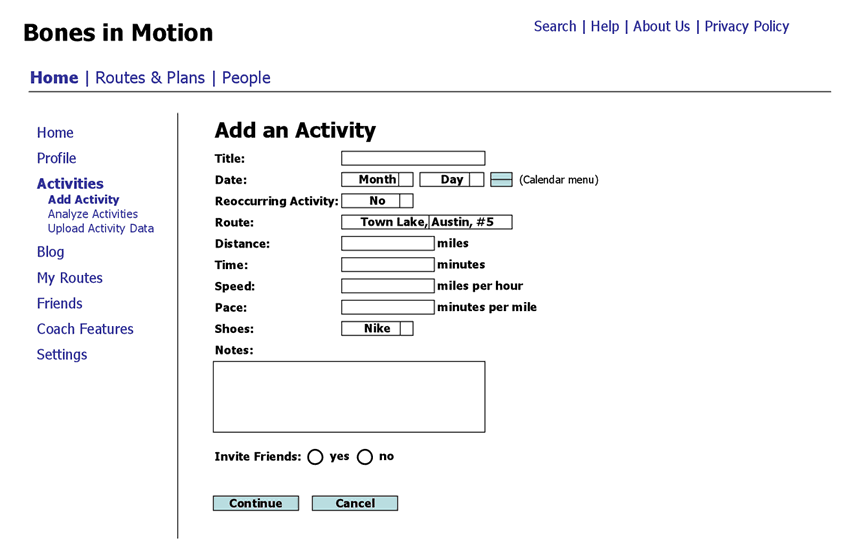 Bones in Motion
Search | Help | About Us | Privacy Policy
Home | Routes & Plans | People
Home
Profile
Activities
Add Activity
Analyze Activities
Upload Activity Data
Blog
My Routes
Friends
Coach Features
Settings
Add an Activity
Title:
Date: Month Day (Calendar menu)
Reoccurring Activity: No
Route: Town Lake, Austin, #5
Distance: miles
Time: minutes
Speed: miles per hour
Pace: minutes per mile
Shoes: Nike
Notes:
Invite Friends: yes no
Continue Cancel